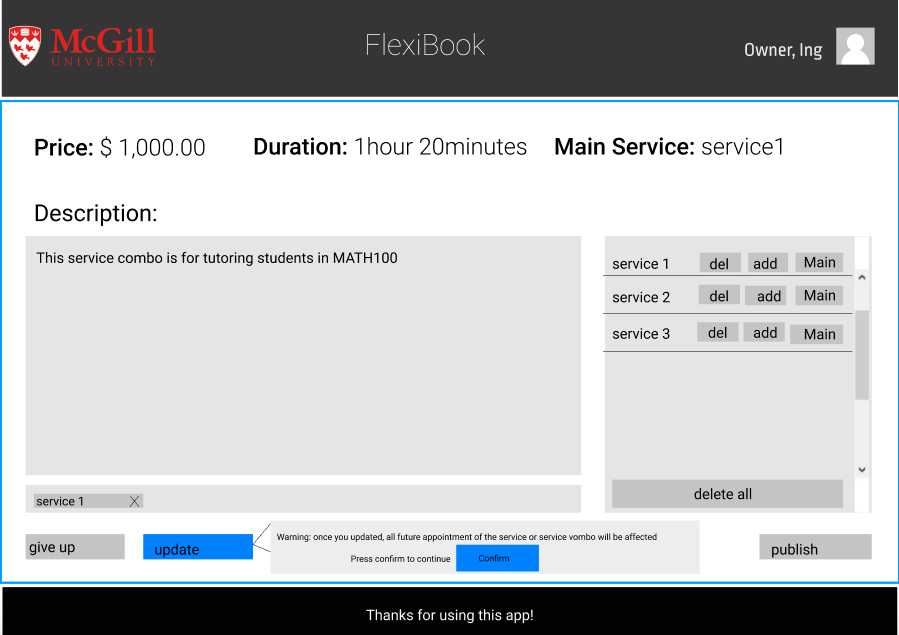 McGill
UNIVERSITY
FlexiBook
Owner, Ing
Price: $ 1,000.00
Duration: 1hour 20minutes
Main Service: service1
Description:
This service combo is for tutoring students in MATH100
service 1 del add Main
service 2 del add Main
service 3 del add Main
delete all
service 1 X
give up
update
Warning: once you updated, all future appointment of the service or service vombo will be affected
Press confirm to continue Confirm
publish
Thanks for using this app!